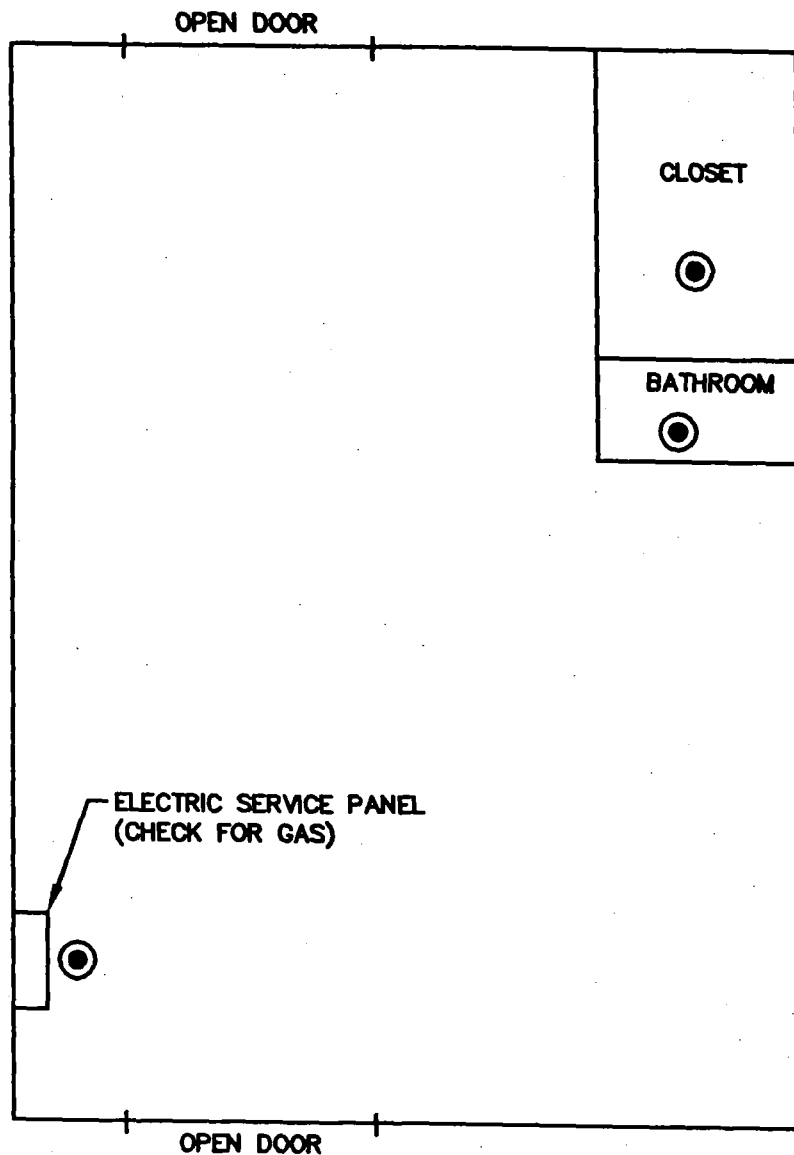 OPEN DOOR
CLOSET
BATHROOM
ELECTRIC SERVICE PANEL
(CHECK FOR GAS)
OPEN DOOR